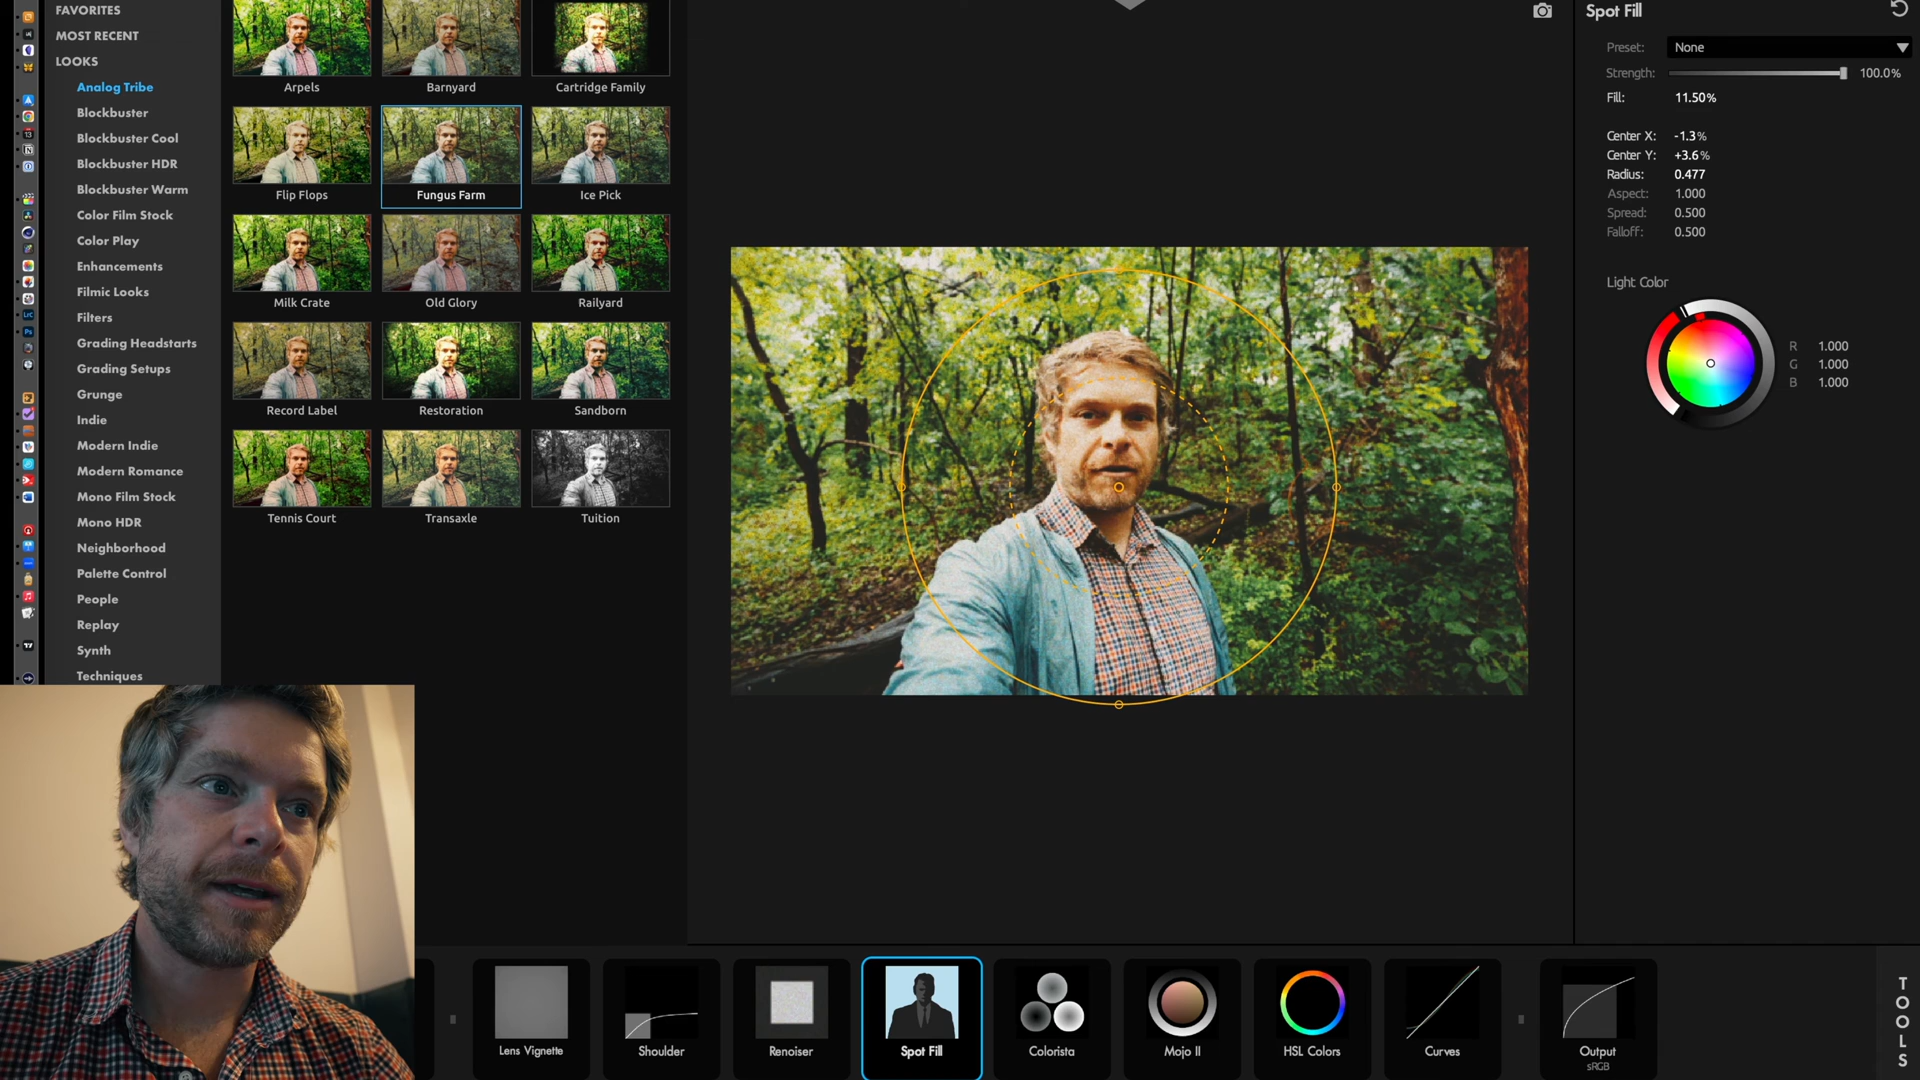 FAVORITES
MOST RECENT
LOOKS
Analog Tribe
Blockbuster
Blockbuster Cool
Blockbuster HDR
Blockbuster Warm
Color Film Stock
Color Play
Enhancements
Filmic Looks
Filters
Grading Headstarts
Grading Setups
Grunge
Indie
Modern Indie
Modern Romance
Mono Film Stock
Mono HDR
Neighborhood
Palette Control
People
Replay
Synth
Techniques
Arpels
Barnyard
Cartridge Family
Flip Flops
Fungus Farm
Ice Pick
Milk Crate
Old Glory
Railyard
Record Label
Restoration
Sandborn
Tennis Court
Transaxle
Tuition
Spot Fill
Preset: None
Strength: 100.0%
Fill: 11.50%
Center X: -1.3%
Center Y: +3.6%
Radius: 0.477
Aspect: 1.000
Spread: 0.500
Falloff: 0.500
Light Color
R 1.000
G 1.000
B 1.000
Lens Vignette
Shoulder
Renoiser
Spot Fill
Colorista
Mojo II
HSL Colors
Curves
Output
sRGB
TOOLS
13
LrC
Ps